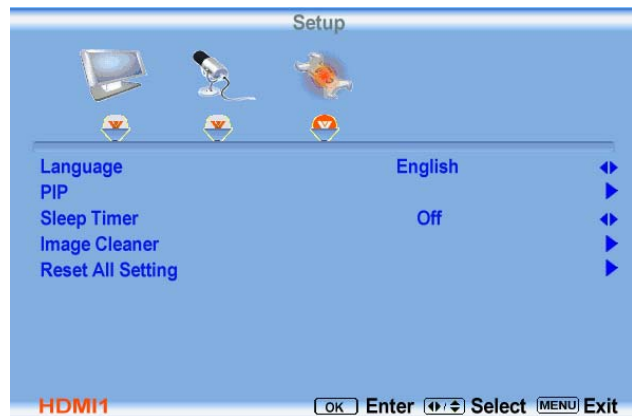 Setup
Language English
PIP
Sleep Timer Off
Image Cleaner
Reset All Setting
HDMI1 OK Enter Select MENU Exit